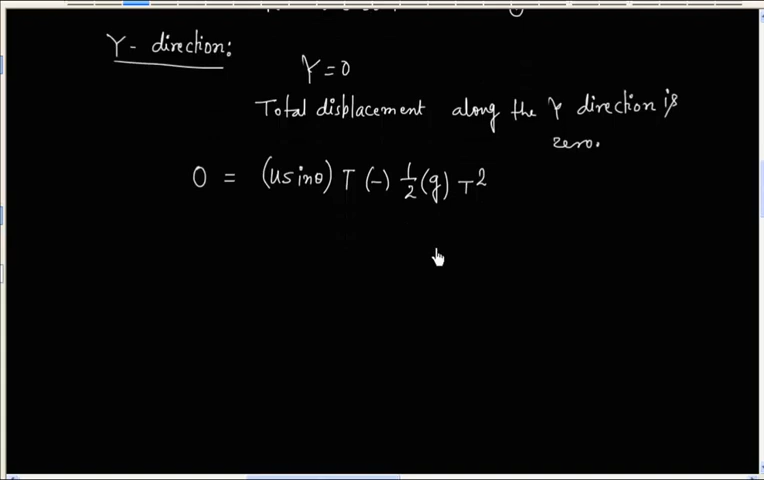 Y- direction:
Y = 0
Total displacement along the Y direction is
zero.
0 = (usinθ) T (-) 1/2 (g) T²